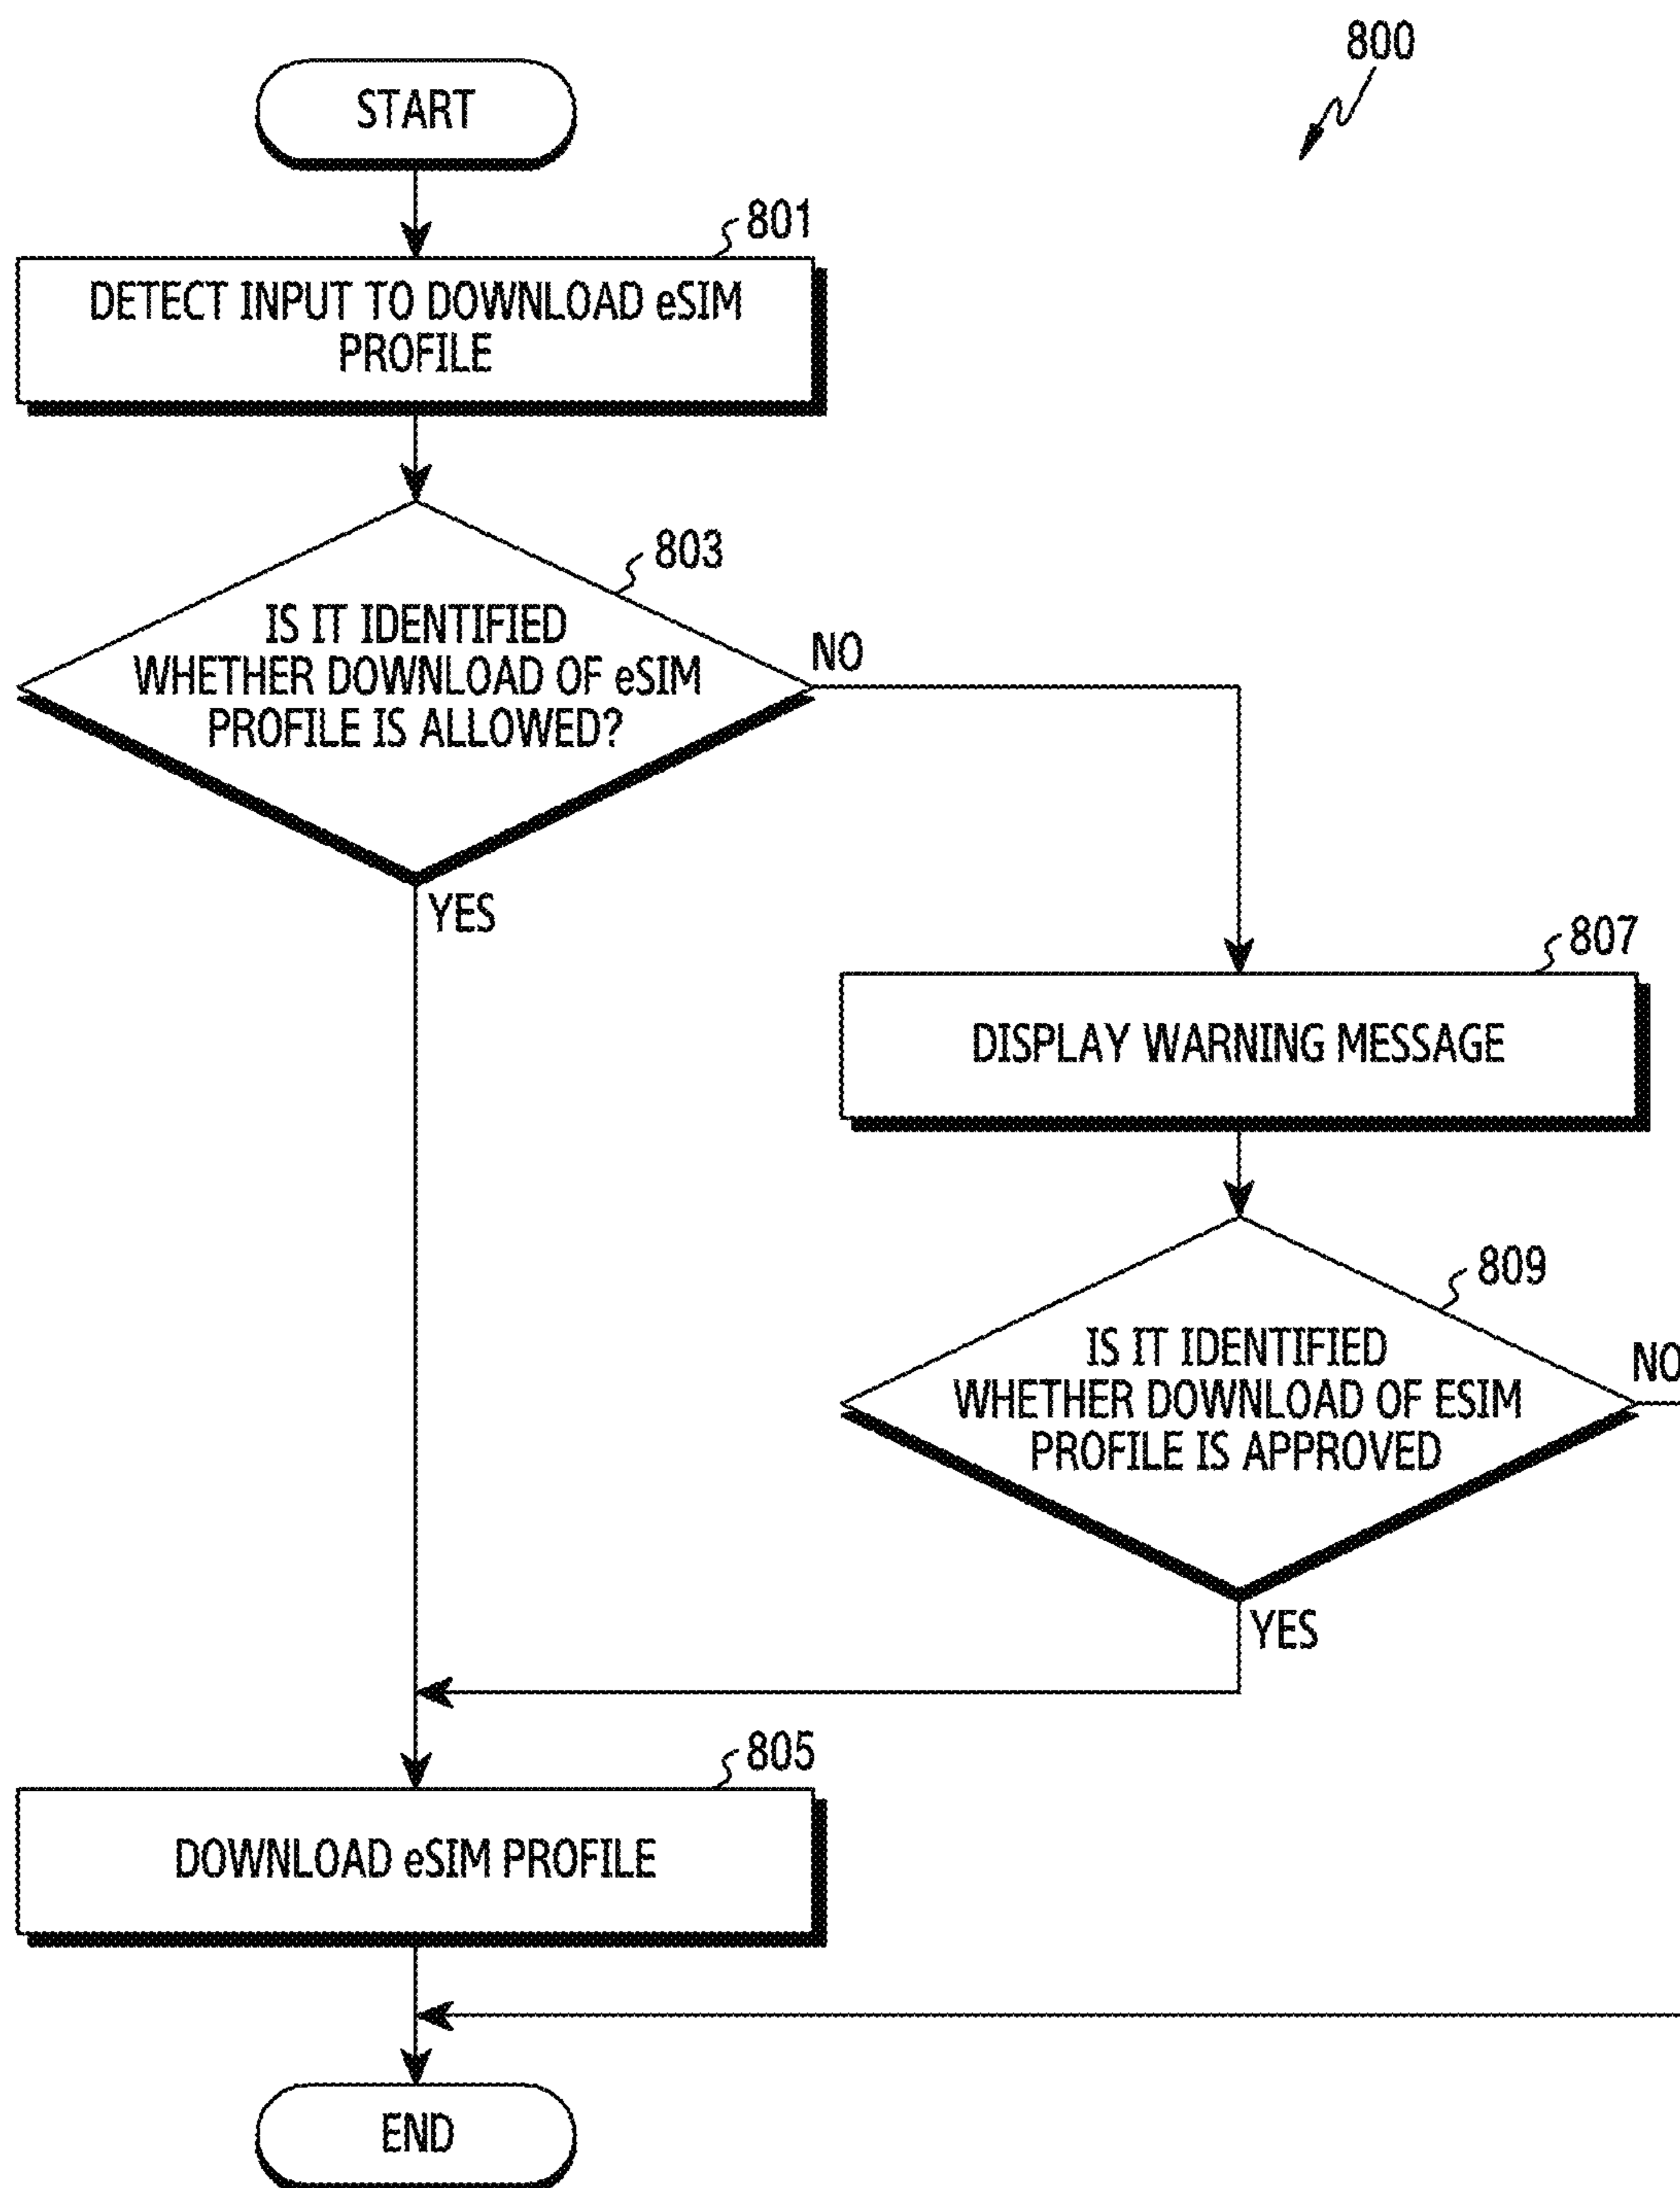 800
START
801
DETECT INPUT TO DOWNLOAD eSIM
PROFILE
803
IS IT IDENTIFIED
WHETHER DOWNLOAD OF eSIM
PROFILE IS ALLOWED?
NO
YES
807
DISPLAY WARNING MESSAGE
809
IS IT IDENTIFIED
WHETHER DOWNLOAD OF ESIM
PROFILE IS APPROVED
NO
YES
805
DOWNLOAD eSIM PROFILE
END